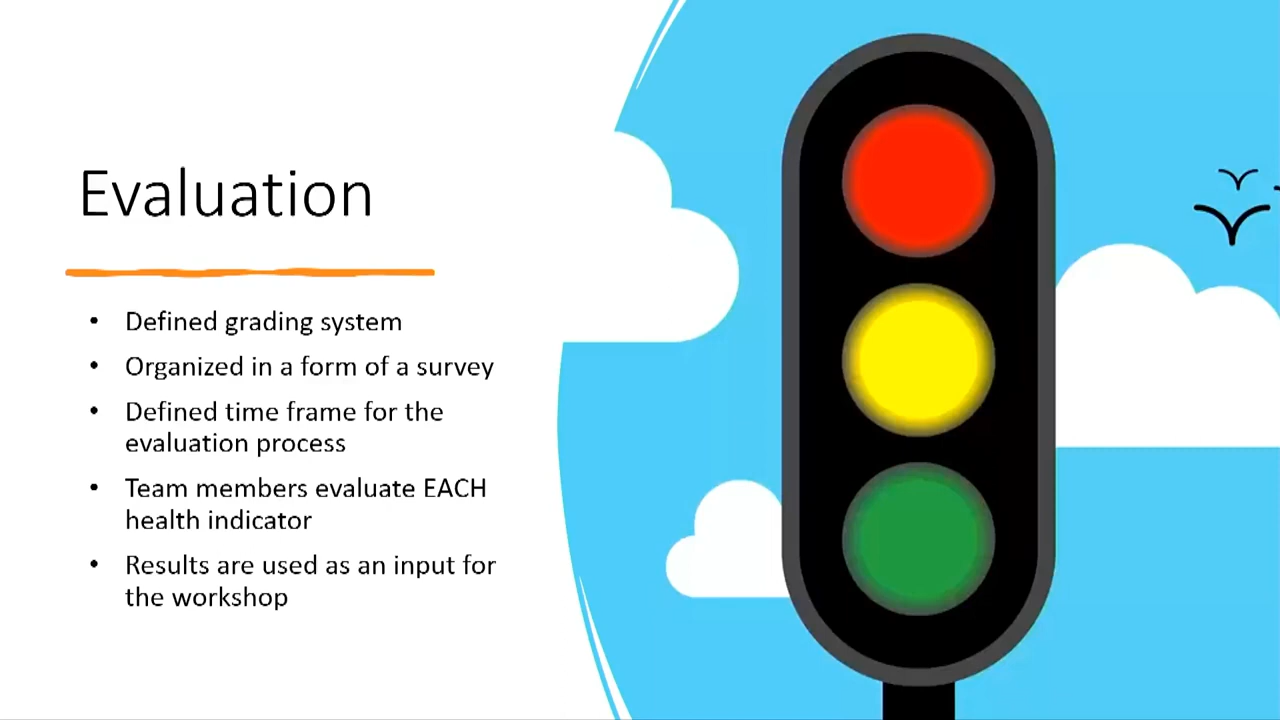 Evaluation
• Defined grading system
• Organized in a form of a survey
• Defined time frame for the
evaluation process
• Team members evaluate EACH
health indicator
• Results are used as an input for
the workshop